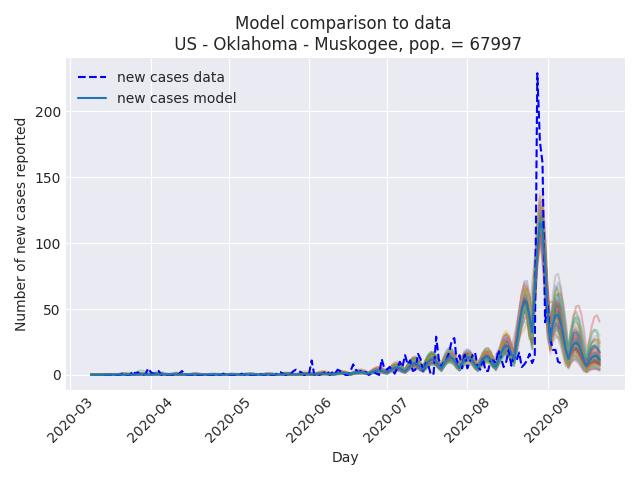 Model comparison to data
US - Oklahoma - Muskogee, pop. = 67997
new cases data
new cases model
Number of new cases reported
200
150
100
50
0
2020-03
2020-04
2020-05
2020-06
2020-07
2020-08
2020-09
Day